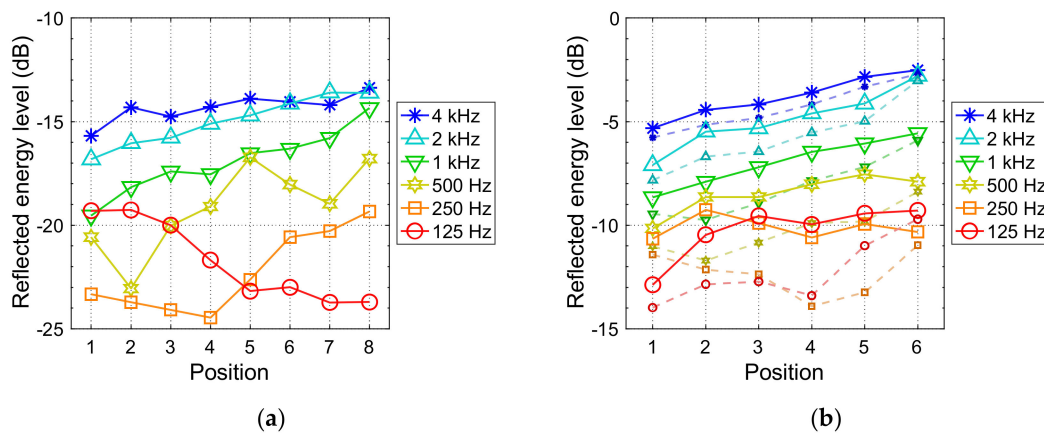 -10
-15
-20
-25
Reflected energy level (dB)
1 2 3 4 5 6 7 8
Position
4 kHz
2 kHz
1 kHz
500 Hz
250 Hz
125 Hz
(a)
0
-5
-10
-15
Reflected energy level (dB)
1 2 3 4 5 6
Position
4 kHz
2 kHz
1 kHz
500 Hz
250 Hz
125 Hz
(b)